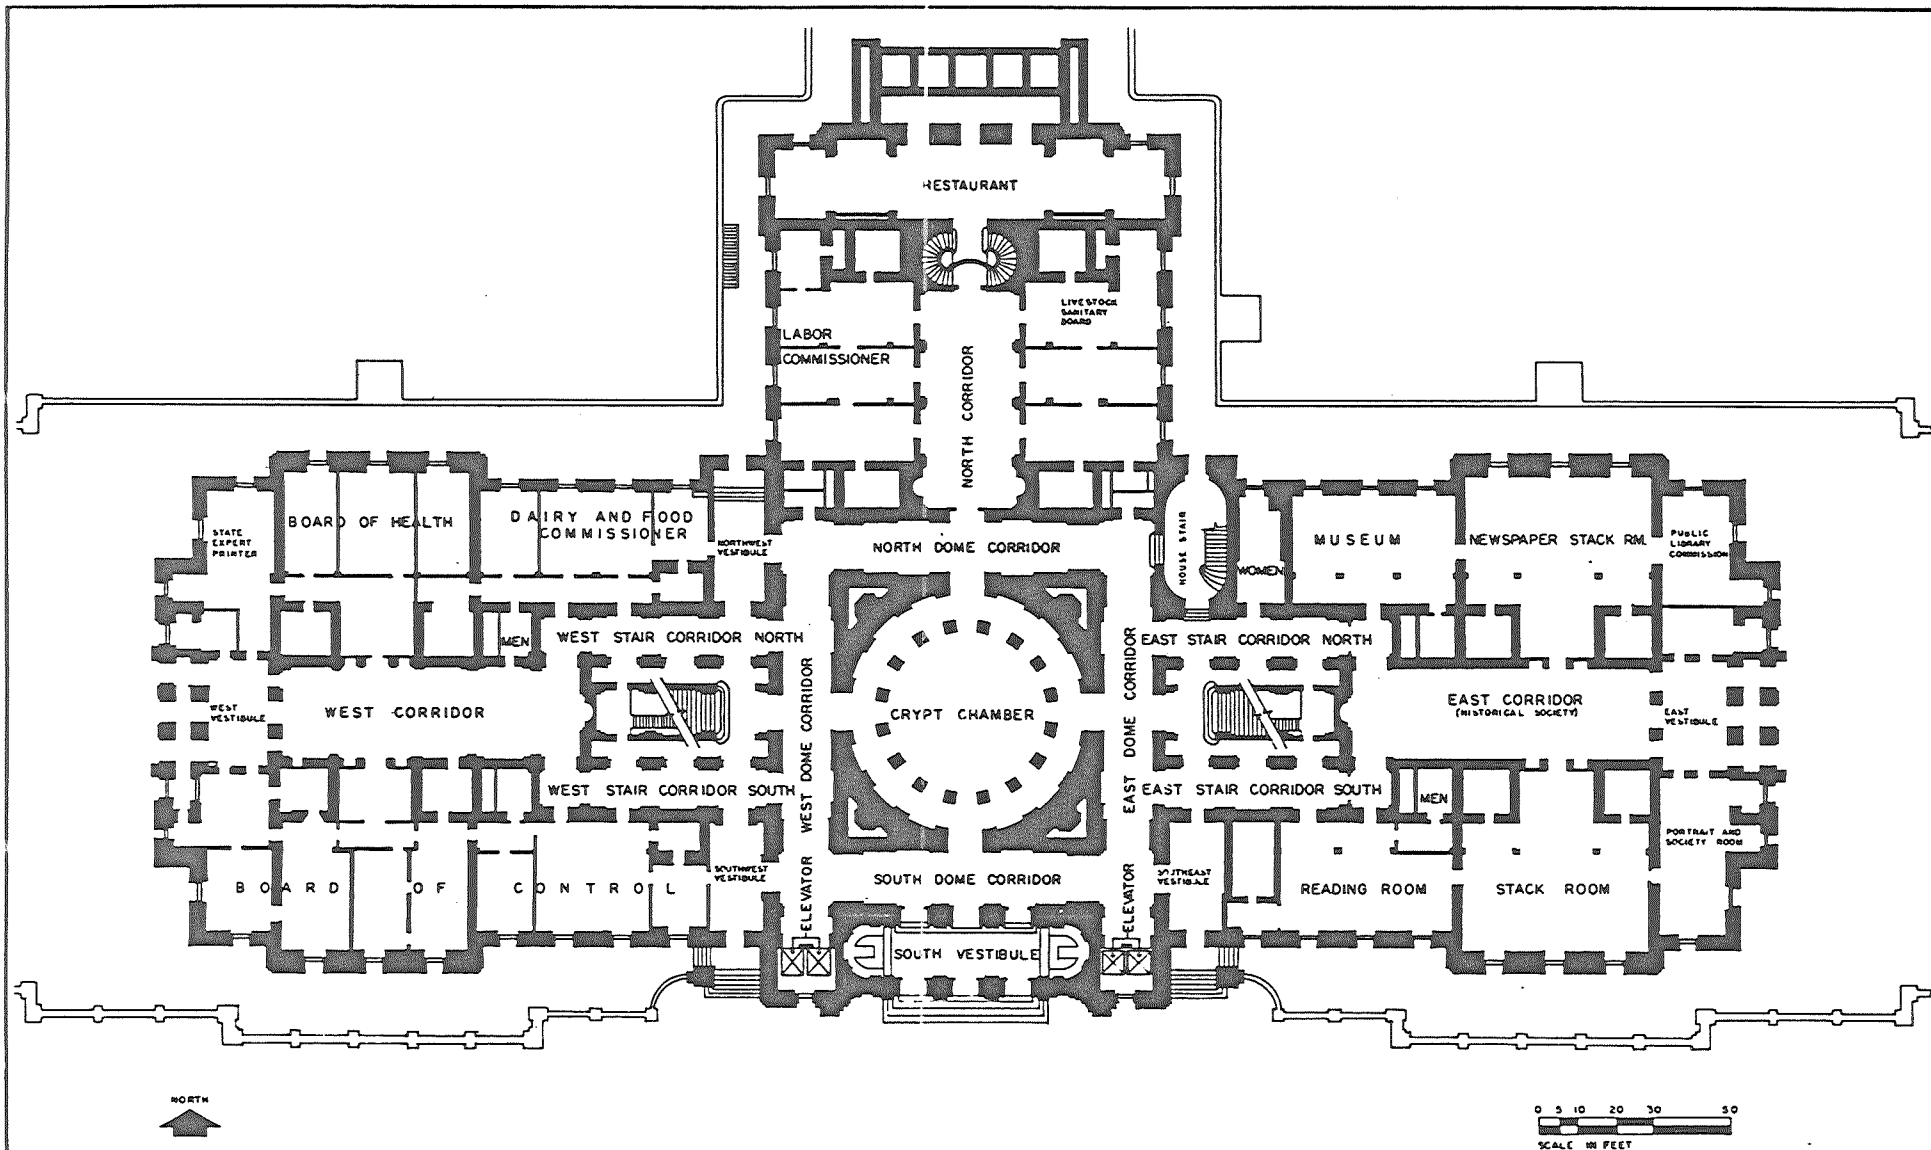 RESTAURANT
LIVESTOCK
SANITARY
BOARD
LABOR
COMMISSIONER
NORTH CORRIDOR
BOARD OF HEALTH
DAIRY AND FOOD
COMMISSIONER
STATE
EXPERT
PRINTER
NORTHWEST
VESTIBULE
NORTH DOME CORRIDOR
HOUSE STAIR
WOMEN
MUSEUM
NEWSPAPER STACK RM.
PUBLIC
LIBRARY
COMMISSION
MEN
WEST STAIR CORRIDOR NORTH
EAST STAIR CORRIDOR NORTH
WEST VESTIBULE
WEST CORRIDOR
WEST DOME CORRIDOR
CRYPT CHAMBER
EAST DOME CORRIDOR
EAST CORRIDOR
(HISTORICAL SOCIETY)
EAST
VESTIBULE
WEST STAIR CORRIDOR SOUTH
EAST STAIR CORRIDOR SOUTH
MEN
PORTRAIT AND
SOCIETY ROOM
BOARD OF CONTROL
SOUTHWEST
VESTIBULE
ELEVATOR
SOUTH DOME CORRIDOR
ELEVATOR
SOUTHEAST
VESTIBULE
READING ROOM
STACK ROOM
SOUTH VESTIBULE
NORTH
0 5 10 20 30 50
SCALE IN FEET